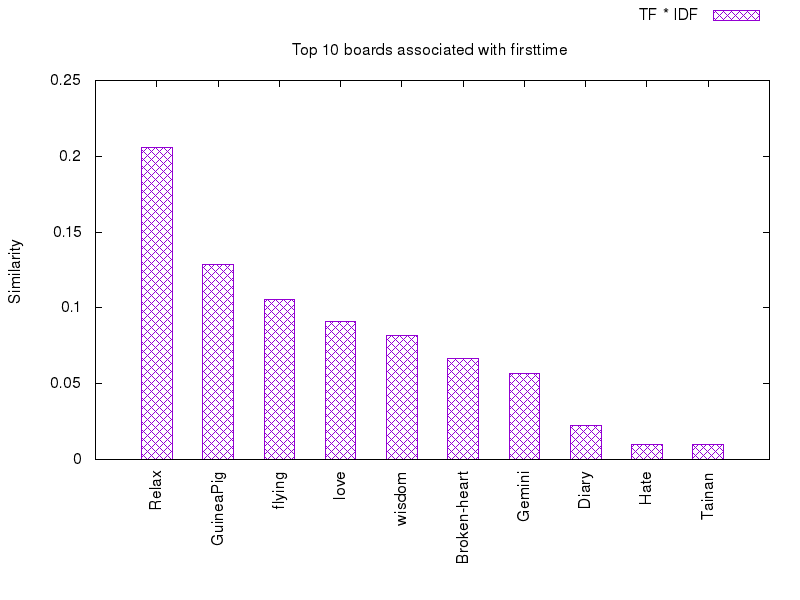 TF * IDF
Top 10 boards associated with firsttime
0.25
0.2
0.15
0.1
0.05
0
Similarity
Relax
GuineaPig
flying
love
wisdom
Broken-heart
Gemini
Diary
Hate
Tainan